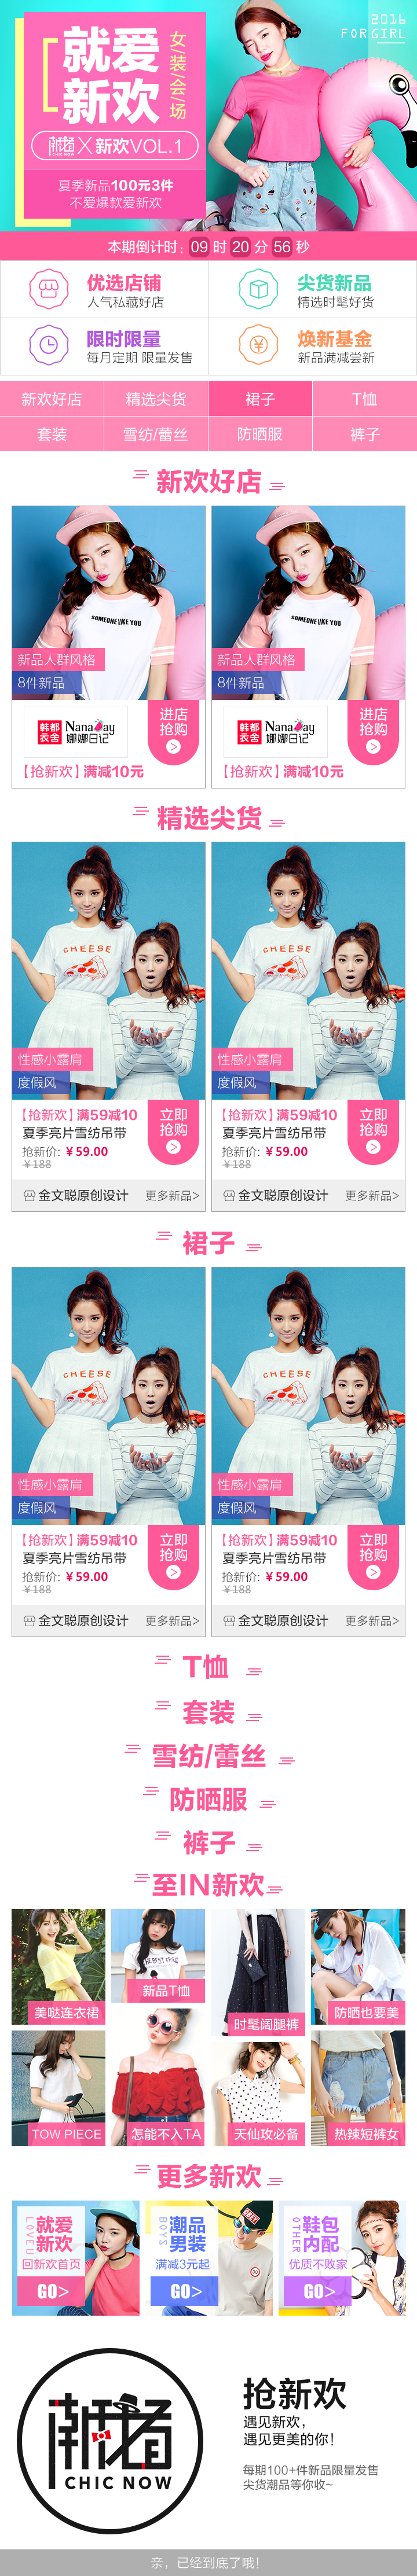 2016
FOR GIRL
就爱
新欢
女/装/会/场
潮者 CHIC NOW X 新欢VOL.1
夏季新品100元3件
不爱爆款爱新欢
本期倒计时: 09 时 20 分 56 秒
优选店铺
人气私藏好店
尖货新品
精选时髦好货
限时限量
每月定期 限量发售
焕新基金
新品满减尝新
新欢好店 精选尖货 裙子 T恤
套装 雪纺/蕾丝 防晒服 裤子
新欢好店
SOMEONE LIKE YOU
新品人群风格
8件新品
韩都衣舍 NanaDay 娜娜日记
进店
抢购
>
【抢新欢】满减10元
SOMEONE LIKE YOU
新品人群风格
8件新品
韩都衣舍 NanaDay 娜娜日记
进店
抢购
>
【抢新欢】满减10元
精选尖货
CHEESE
性感小露肩
度假风
【抢新欢】满59减10
夏季亮片雪纺吊带
抢新价: ¥59.00
¥188
立即
抢购
>
金文聪原创设计 更多新品>
CHEESE
性感小露肩
度假风
【抢新欢】满59减10
夏季亮片雪纺吊带
抢新价: ¥59.00
¥188
立即
抢购
>
金文聪原创设计 更多新品>
裙子
CHEESE
性感小露肩
度假风
【抢新欢】满59减10
夏季亮片雪纺吊带
抢新价: ¥59.00
¥188
立即
抢购
>
金文聪原创设计 更多新品>
CHEESE
性感小露肩
度假风
【抢新欢】满59减10
夏季亮片雪纺吊带
抢新价: ¥59.00
¥188
立即
抢购
>
金文聪原创设计 更多新品>
T恤
套装
雪纺/蕾丝
防晒服
裤子
至IN新欢
美哒连衣裙
新品T恤
时髦阔腿裤
防晒也要美
TOW PIECE
怎能不入TA
天仙攻必备
热辣短裤女
更多新欢
LOVE U
就爱
新欢
回新欢首页
GO>
BOYS
潮品
男装
满减3元起
GO>
OTHER
鞋包
内配
优质不败家
GO>
潮者
CHIC NOW
抢新欢
遇见新欢，
遇见更美的你！
每期100+件新品限量发售
尖货潮品等你收~
亲，已经到底了哦！